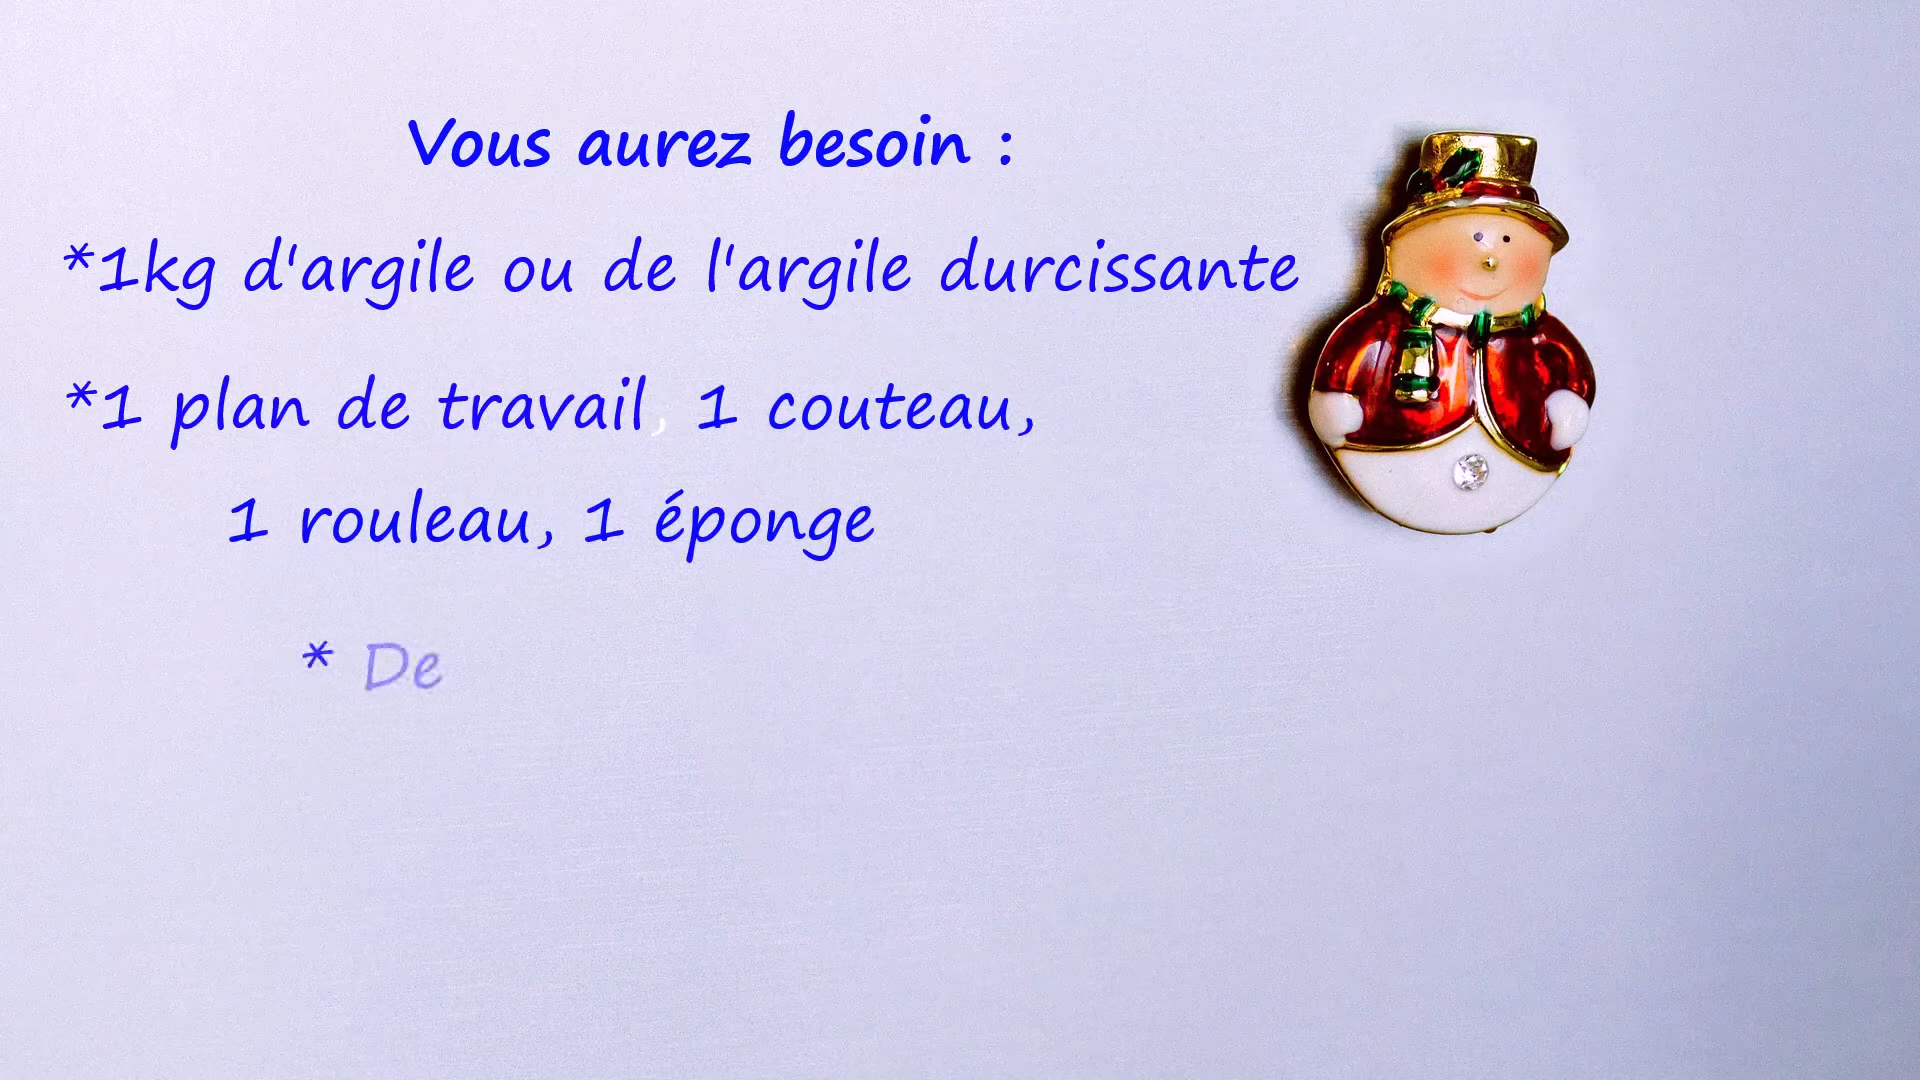 Vous aurez besoin :
*1kg d'argile ou de l'argile durcissante
*1 plan de travail, 1 couteau,
1 rouleau, 1 éponge
* De